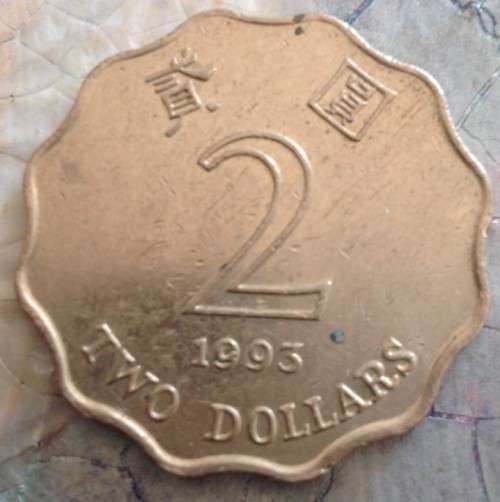 貳 圓
2
1993
TWO DOLLARS